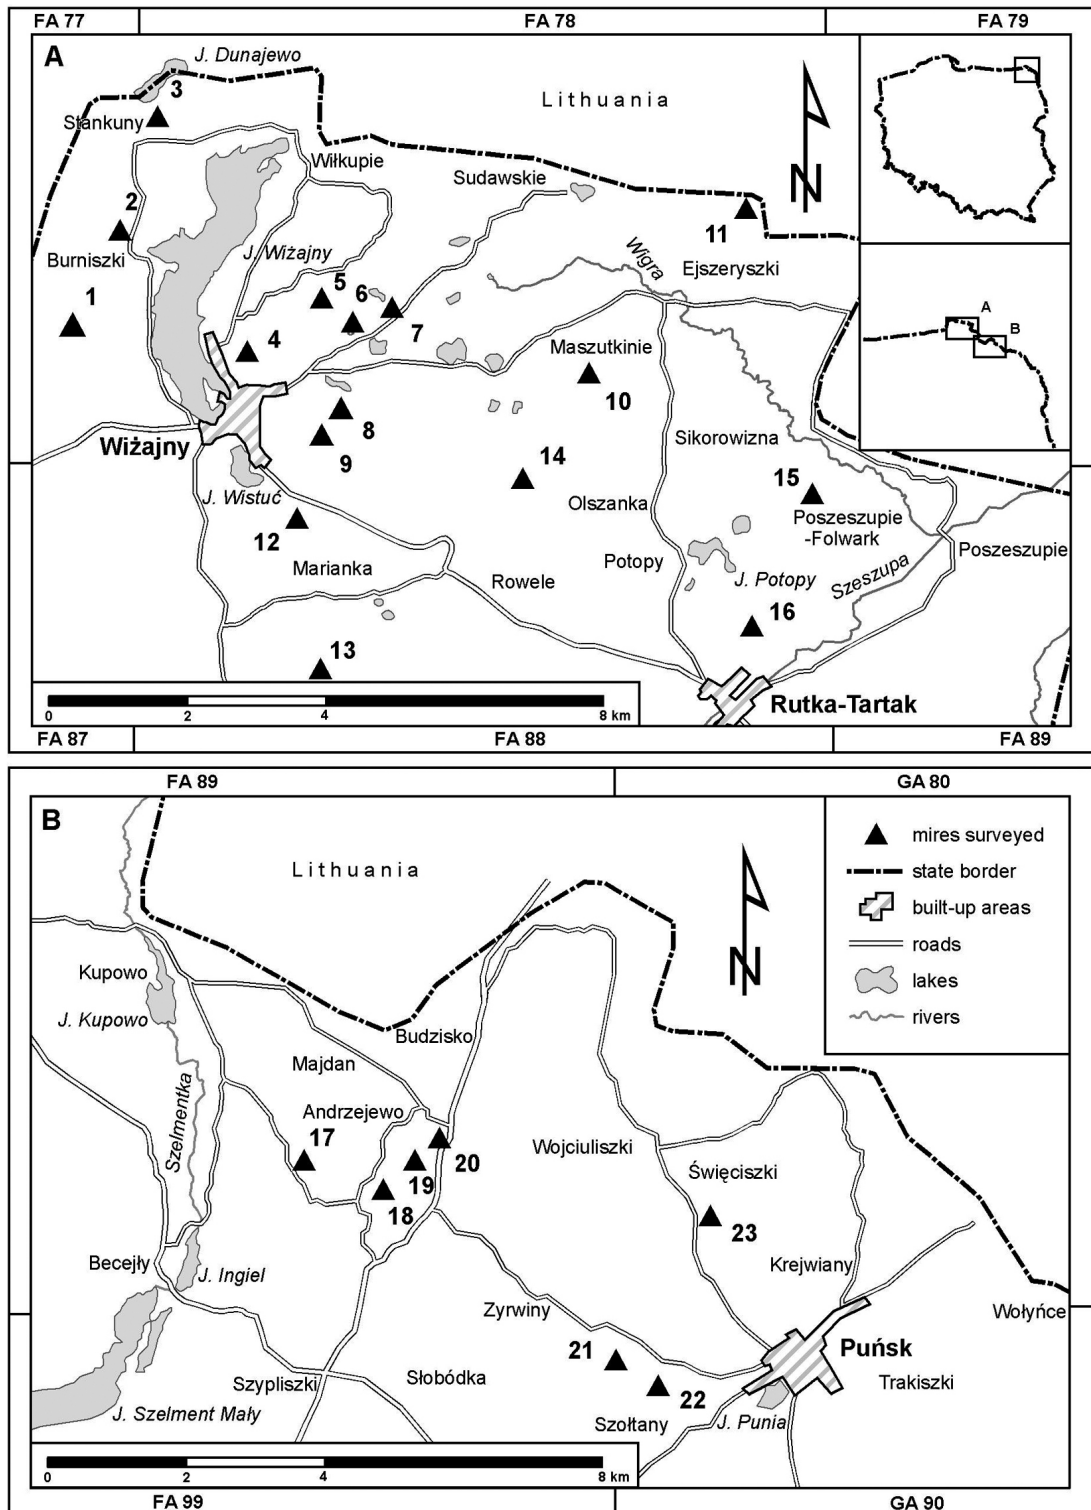 FA 77
FA 78
FA 79
A
J. Dunajewo
3
Stankuny
Lithuania
Wiłkupie
Sudawskie
N
2
11
Burniszki
J. Wiżajny
Wigra
Ejszeryszki
A
B
1
5
6
7
4
Maszutkinie
10
8
Sikorowizna
Wiżajny
9
14
15
J. Wistuć
Olszanka
Poszeszupie
-Folwark
12
Poszeszupie
Marianka
Rowele
Potopy
J. Potopy
Szeszupa
16
13
Rutka-Tartak
0
2
4
8 km
FA 87
FA 88
FA 89
FA 89
GA 80
B
mires surveyed
Lithuania
state border
built-up areas
N
roads
Kupowo
lakes
J. Kupowo
rivers
Budzisko
Majdan
Szelmentka
Andrzejewo
17
20
Wojciuliszki
Święciszki
19
18
23
Becejły
J. Ingiel
Krejwiany
Zyrwiny
Wołyńce
21
Puńsk
Szypliszki
Słobódka
22
Trakiszki
J. Szelment Mały
Szołtany
J. Punia
0
2
4
8 km
FA 99
GA 90